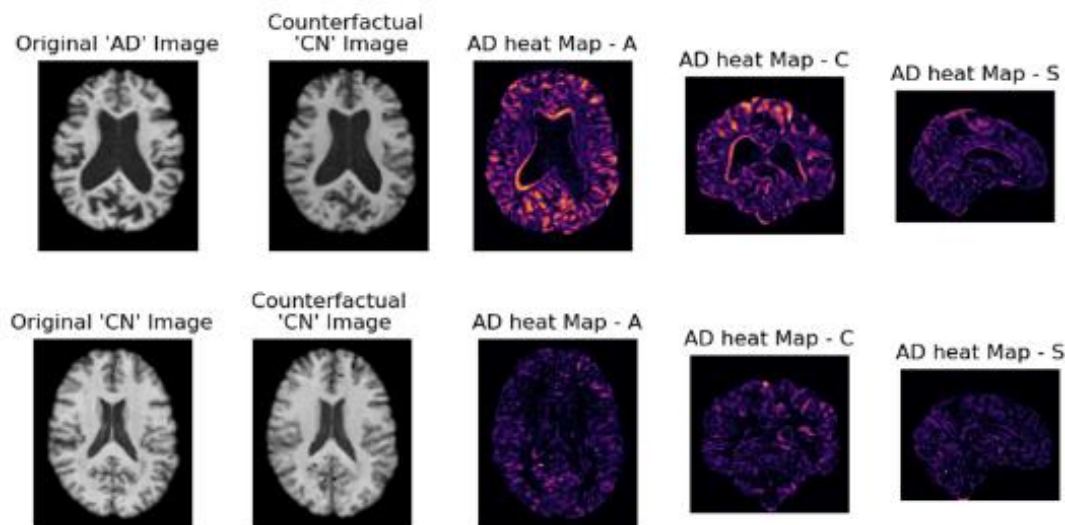 Original 'AD' Image
Counterfactual
'CN' Image
AD heat Map - A
AD heat Map - C
AD heat Map - S
Original 'CN' Image
Counterfactual
'CN' Image
AD heat Map - A
AD heat Map - C
AD heat Map - S